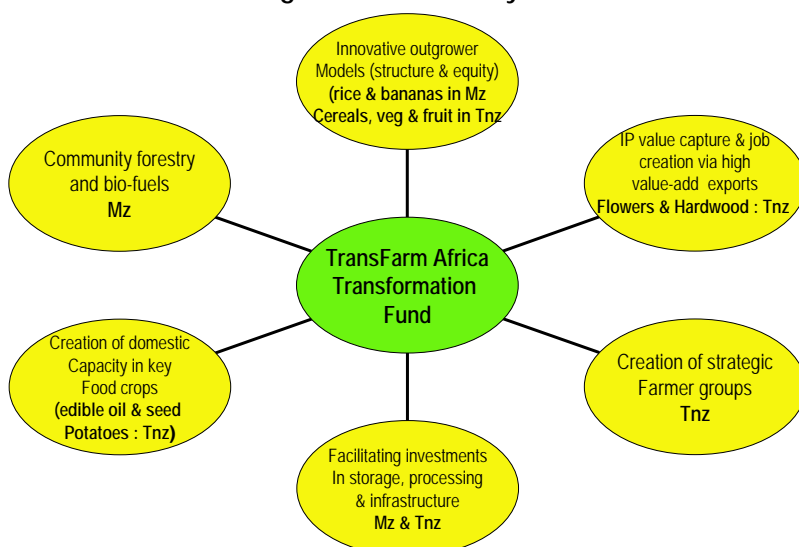 Innovative outgrower
Models (structure & equity)
(rice & bananas in Mz
Cereals, veg & fruit in Tnz
IP value capture & job
creation via high
value-add exports
Flowers & Hardwood : Tnz
Community forestry
and bio-fuels
Mz
TransFarm Africa
Transformation
Fund
Creation of domestic
Capacity in key
Food crops
(edible oil & seed
Potatoes : Tnz)
Creation of strategic
Farmer groups
Tnz
Facilitating investments
In storage, processing
& infrastructure
Mz & Tnz